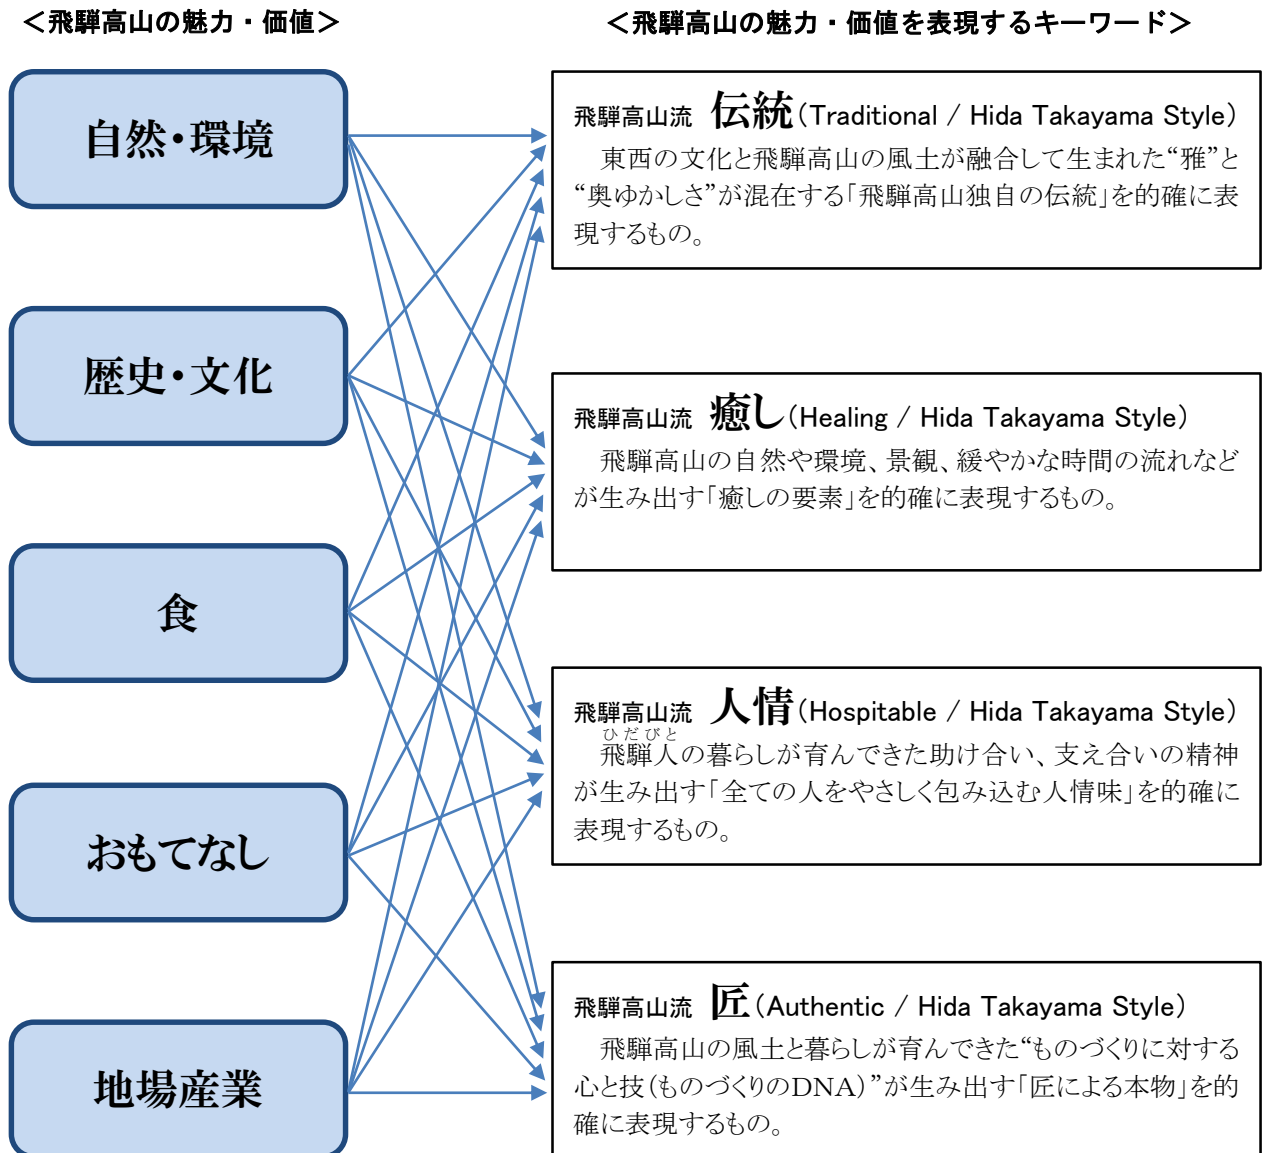 ＜飛騨高山の魅力・価値＞
＜飛騨高山の魅力・価値を表現するキーワード＞
自然・環境
歴史・文化
食
おもてなし
地場産業
飛騨高山流 伝統（Traditional / Hida Takayama Style）
東西の文化と飛騨高山の風土が融合して生まれた“雅”と
“奥ゆかしさ”が混在する「飛騨高山独自の伝統」を的確に表
現するもの。
飛騨高山流 癒し（Healing / Hida Takayama Style）
飛騨高山の自然や環境、景観、緩やかな時間の流れなど
が生み出す「癒しの要素」を的確に表現するもの。
飛騨高山流 人情（Hospitable / Hida Takayama Style）
ひだびと
飛騨人の暮らしが育んできた助け合い、支え合いの精神
が生み出す「全ての人をやさしく包み込む人情味」を的確に
表現するもの。
飛騨高山流 匠（Authentic / Hida Takayama Style）
飛騨高山の風土と暮らしが育んできた“ものづくりに対する
心と技（ものづくりのDNA）”が生み出す「匠による本物」を的
確に表現するもの。